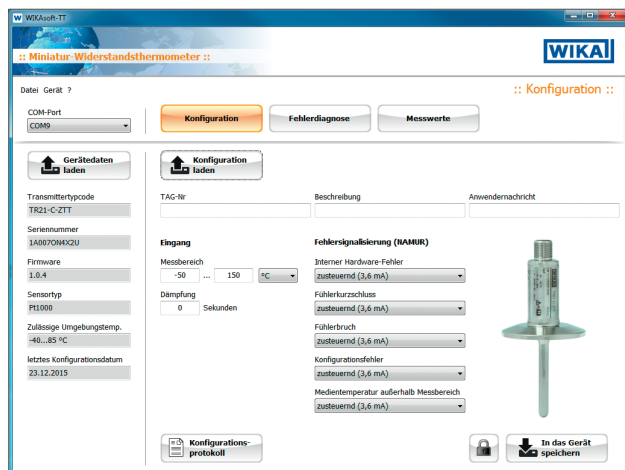 WIKAsoft-TT
:: Miniatur-Widerstandsthermometer ::
WIKA
Datei Gerät ?
:: Konfiguration ::
COM-Port
COM9
Konfiguration
Fehlerdiagnose
Messwerte
Gerätedaten
laden
Konfiguration
laden
Transmittertypcode
TR21-C-ZTT
Seriennummer
1A007ON4X2U
Firmware
1.0.4
Sensortyp
Pt1000
Zulässige Umgebungstemp.
-40...85 ºC
letztes Konfigurationsdatum
23.12.2015
TAG-Nr
Beschreibung
Anwendernachricht
Eingang
Messbereich
-50 ... 150 ºC
Dämpfung
0 Sekunden
Fehlersignalisierung (NAMUR)
Interner Hardware-Fehler
zusteuernd (3,6 mA)
Fühlerkurzschluss
zusteuernd (3,6 mA)
Fühlerbruch
zusteuernd (3,6 mA)
Konfigurationsfehler
zusteuernd (3,6 mA)
Medientemperatur außerhalb Messbereich
zusteuernd (3,6 mA)
Konfigurations-
protokoll
In das Gerät
speichern